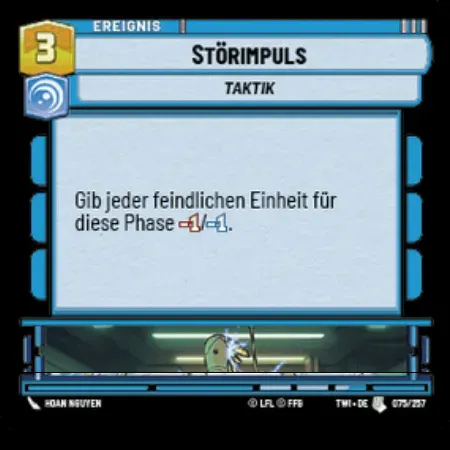 EREIGNIS
3
STÖRIMPULS
TAKTIK
Gib jeder feindlichen Einheit für
diese Phase -1/-1.
HOAN NGUYEN
© LFL © FFG
TWI • DE
075/257